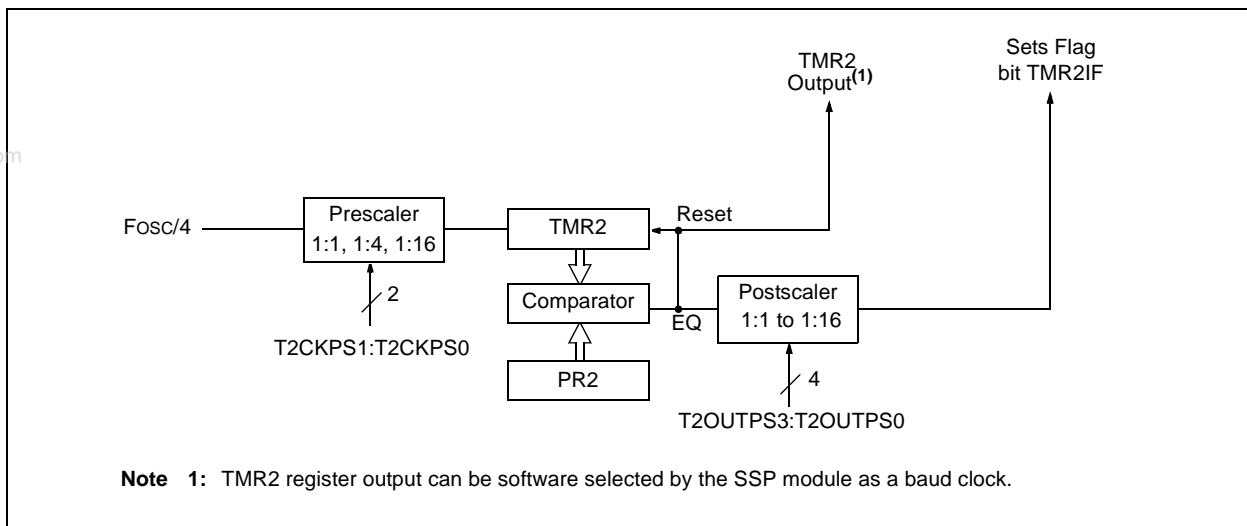 Sets Flag
bit TMR2IF
TMR2
Output(1)
om
Fosc/4
Prescaler
1:1, 1:4, 1:16
TMR2
Reset
2
Comparator
EQ
Postscaler
1:1 to 1:16
T2CKPS1:T2CKPS0
PR2
4
T2OUTPS3:T2OUTPS0
Note 1: TMR2 register output can be software selected by the SSP module as a baud clock.